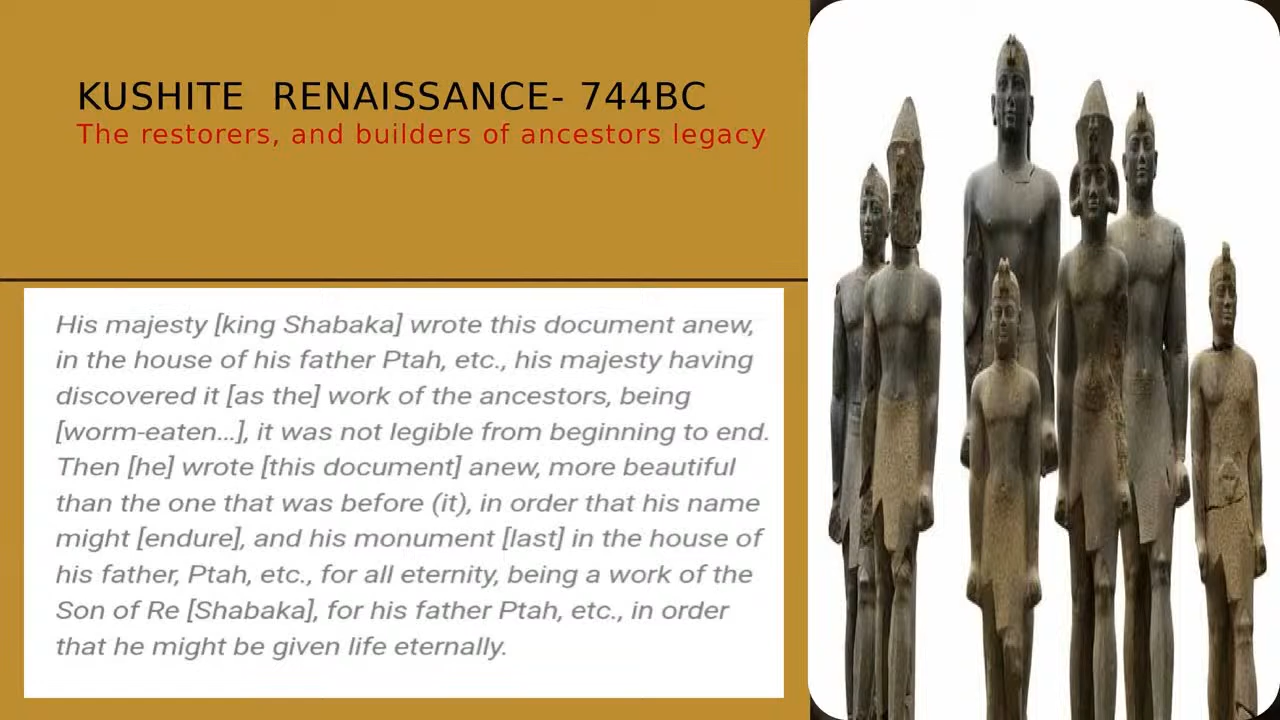 KUSHITE RENAISSANCE- 744BC
The restorers, and builders of ancestors legacy
His majesty [king Shabaka] wrote this document anew,
in the house of his father Ptah, etc., his majesty having
discovered it [as the] work of the ancestors, being
[worm-eaten...], it was not legible from beginning to end.
Then [he] wrote [this document] anew, more beautiful
than the one that was before (it), in order that his name
might [endure], and his monument [last] in the house of
his father, Ptah, etc., for all eternity, being a work of the
Son of Re [Shabaka], for his father Ptah, etc., in order
that he might be given life eternally.